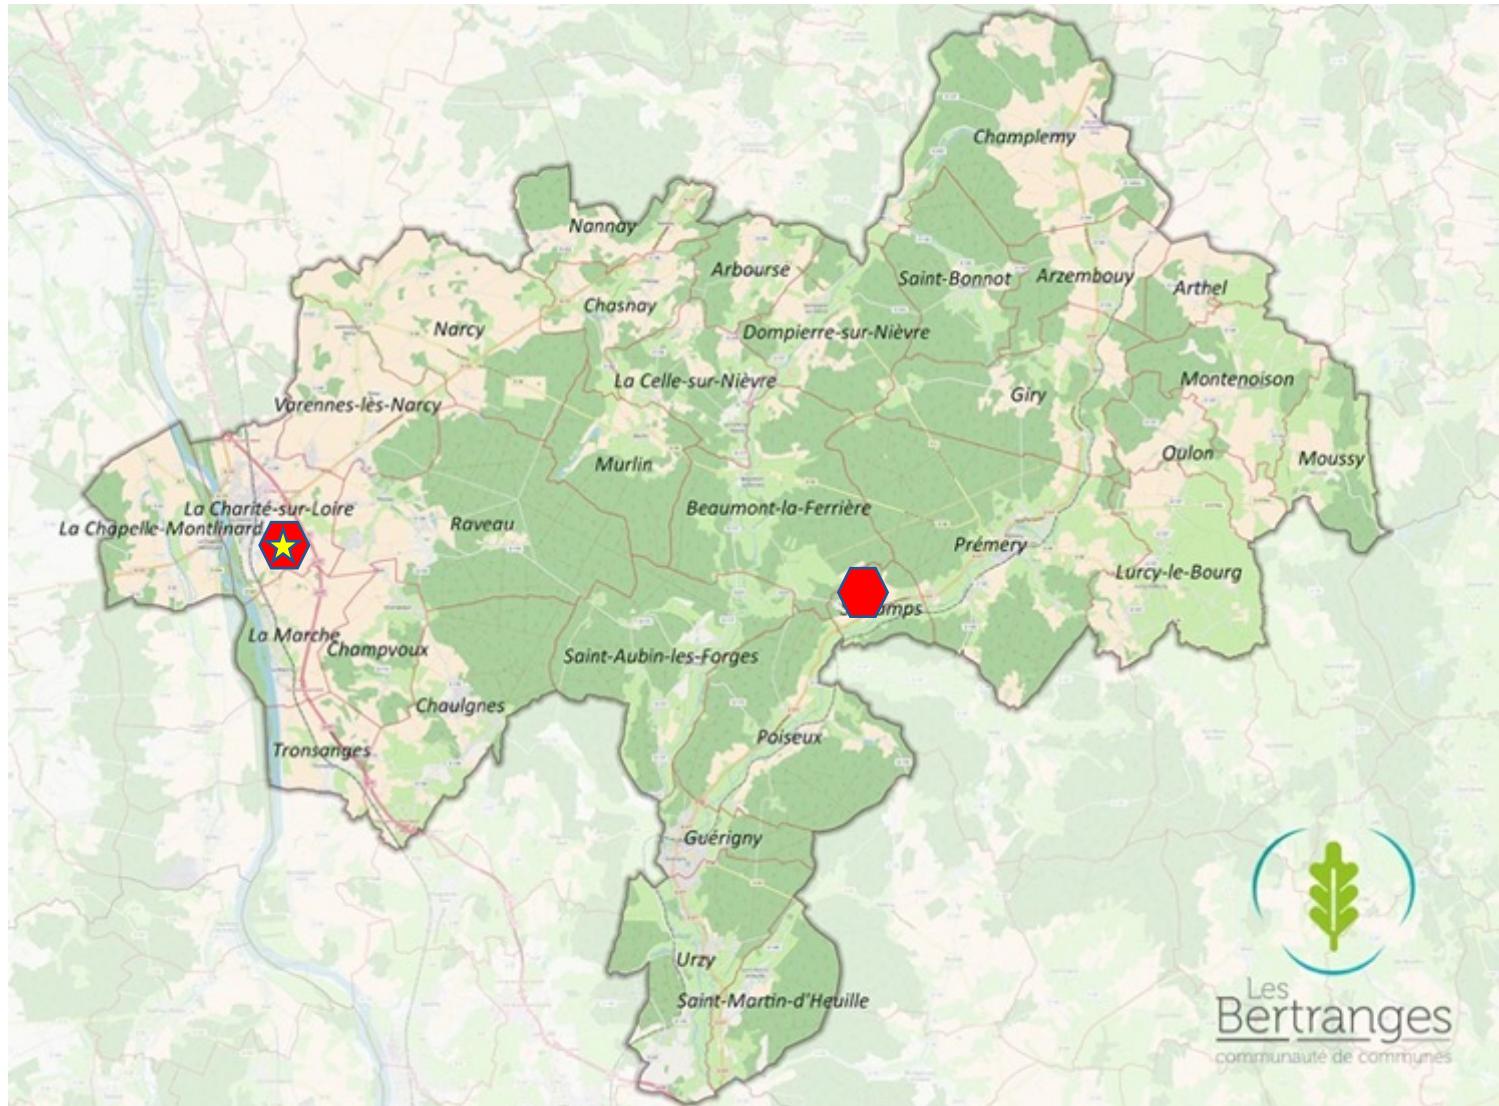 Champlemy
Nannay
Arbourse
Saint-Bonnot
Arzembouy
Arthel
Chasnay
Narcy
Dompierre-sur-Nièvre
La Celle-sur-Nièvre
Montenoison
Giry
Varennes-lès-Narcy
Oulon
Moussy
Murlin
La Charité-sur-Loire
Beaumont-la-Ferrière
La Chapelle-Montlinard
Raveau
Prémery
Lurcy-le-Bourg
amps
La Marche
Champvoux
Saint-Aubin-les-Forges
Chaulgnes
Poiseux
Tronsanges
Guérigny
Urzy
Saint-Martin-d'Heuille
Les
Bertranges
communauté de communes